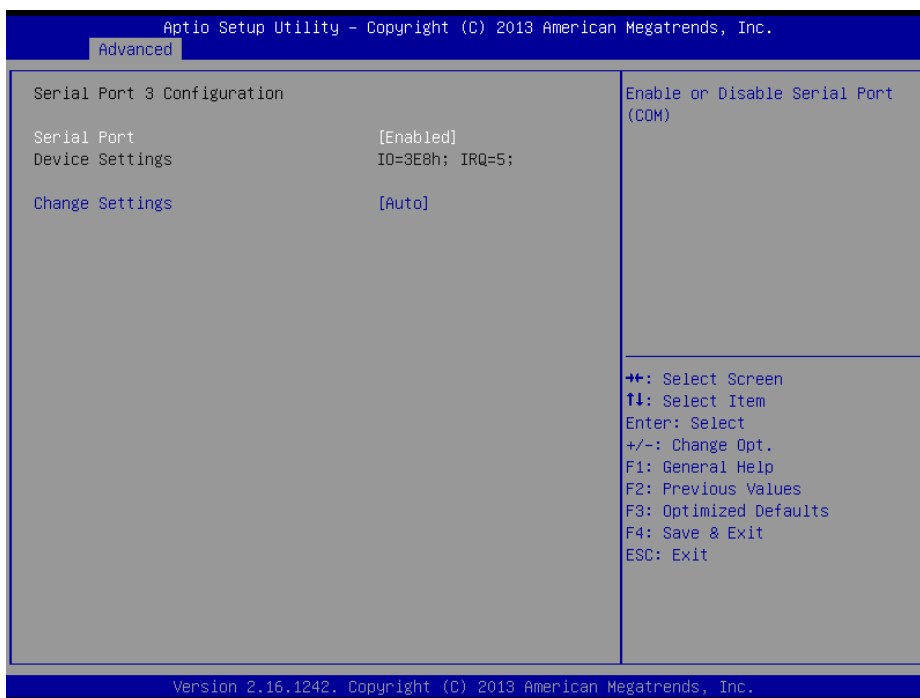 Aptio Setup Utility – Copyright (C) 2013 American Megatrends, Inc.
Advanced
Serial Port 3 Configuration
Serial Port [Enabled]
Device Settings IO=3E8h; IRQ=5;
Change Settings [Auto]
Enable or Disable Serial Port
(COM)
→←: Select Screen
↑↓: Select Item
Enter: Select
+/-: Change Opt.
F1: General Help
F2: Previous Values
F3: Optimized Defaults
F4: Save & Exit
ESC: Exit
Version 2.16.1242. Copyright (C) 2013 American Megatrends, Inc.